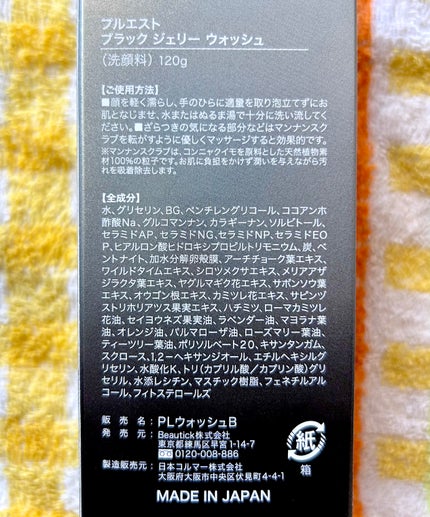 プルエスト
ブラック ジェリー ウォッシュ
(洗顔料) 120g
【ご使用方法】
■顔を軽く濡らし、手のひらに適量を取り泡立てずにお
肌となじませ、水またはぬるま湯で十分に洗い流してく
ださい。■ざらつきの気になる部分などはマンナンスク
ラブを転がすように優しくマッサージすると効果的です。
※マンナンスクラブは、コンニャクイモを原料とした天然植物素
材100%の粒子です。お肌に負担をかけず潤いを与えながら汚
れを吸着除去します。
【全成分】
水、グリセリン、BG、ペンチレングリコール、ココアンホ
酢酸Na、グルコマンナン、カラギーナン、ソルビトール、
セラミドAP、セラミドNG、セラミドNP、セラミドEO
P、ヒアルロン酸ヒドロキシプロピルトリモニウム、炭、ベ
ントナイト、加水分解卵殻膜、アーチチョーク葉エキス、
ワイルドタイムエキス、シロツメクサエキス、メリアアザ
ジラクタ葉エキス、ヤグルマギク花エキス、サボンソウ葉
エキス、オウゴン根エキス、カミツレ花エキス、サピンヅ
ストリホリアツス果実エキス、ハチミツ、ローマカミツレ
花油、セイヨウネズ果実油、ラベンダー油、マヨラナ葉
油、オレンジ油、パルマローザ油、ローズマリー葉油、
ティーツリー葉油、ポリソルベート20、キサンタンガム、
スクロース、1,2-ヘキサンジオール、エチルヘキシルグ
リセリン、水酸化K、トリ(カプリル酸/カプリン酸)グリ
セリル、水添レシチン、マスチック樹脂、フェネチルアル
コール、フィトステロールズ
販売名 : PLウォッシュB
発売元 : Beautick株式会社
東京都練馬区早宮1-14-7
0120-008-886
製造販売元 : 日本コルマー株式会社
大阪府大阪市中央区伏見町4-4-1
紙
箱
MADE IN JAPAN